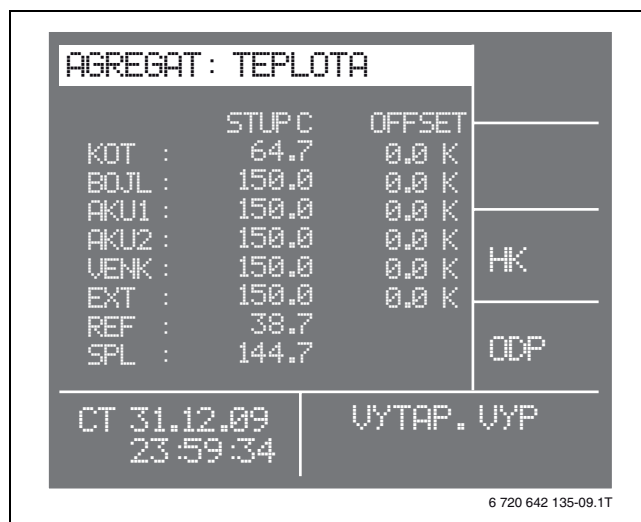 AGREGAT: TEPLOTA
STUPC OFFSET
KOT : 64.7 0.0 K
BOJL: 150.0 0.0 K
AKU1: 150.0 0.0 K
AKU2: 150.0 0.0 K
VENK: 150.0 0.0 K
EXT : 150.0 0.0 K
REF : 38.7
SPL : 144.7
HK
ODP
CT 31.12.09
23:59:34
VYTAP. VYP
6 720 642 135-09.1T